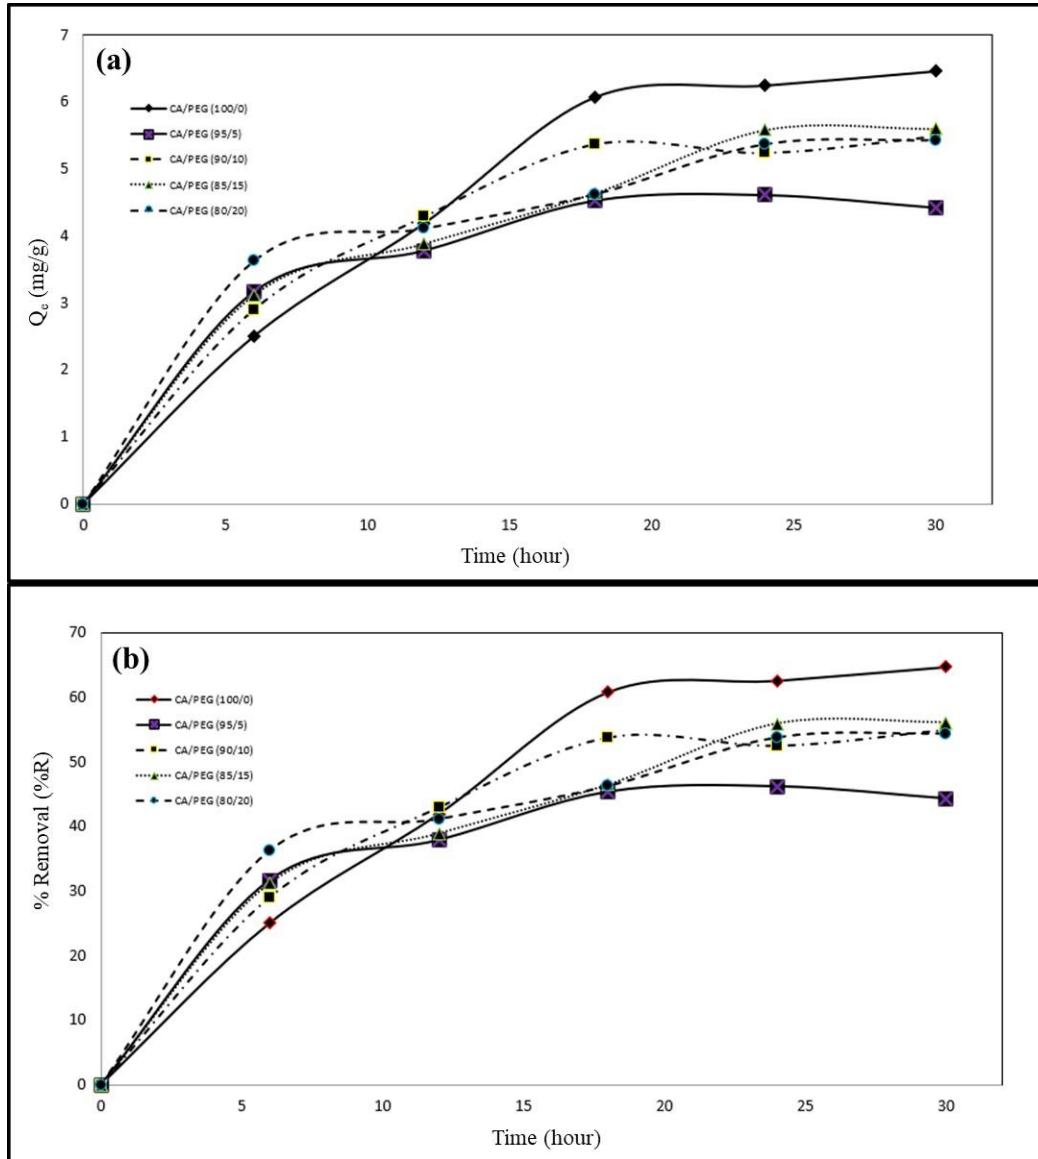 (a)
7
6
5
4
3
2
1
0
Qe (mg/g)
CA/PEG (100/0)
CA/PEG (95/5)
CA/PEG (90/10)
CA/PEG (85/15)
CA/PEG (80/20)
0 5 10 15 20 25 30
Time (hour)
(b)
70
60
50
40
30
20
10
0
% Removal (%R)
CA/PEG (100/0)
CA/PEG (95/5)
CA/PEG (90/10)
CA/PEG (85/15)
CA/PEG (80/20)
0 5 10 15 20 25 30
Time (hour)